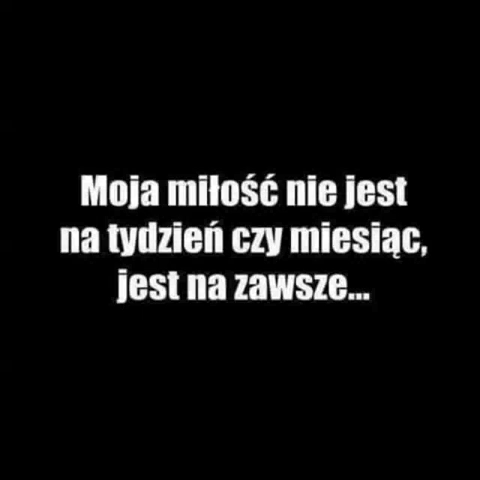 Moja miłość nie jest
na tydzień czy miesiąc,
jest na zawsze...